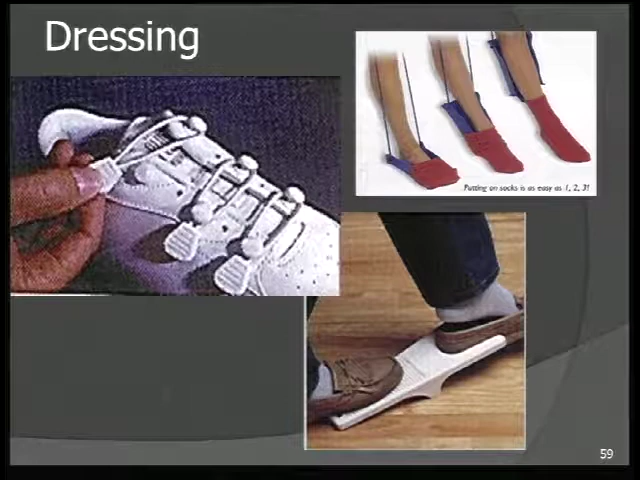 Dressing
Putting on socks is as easy as 1, 2, 3!
59